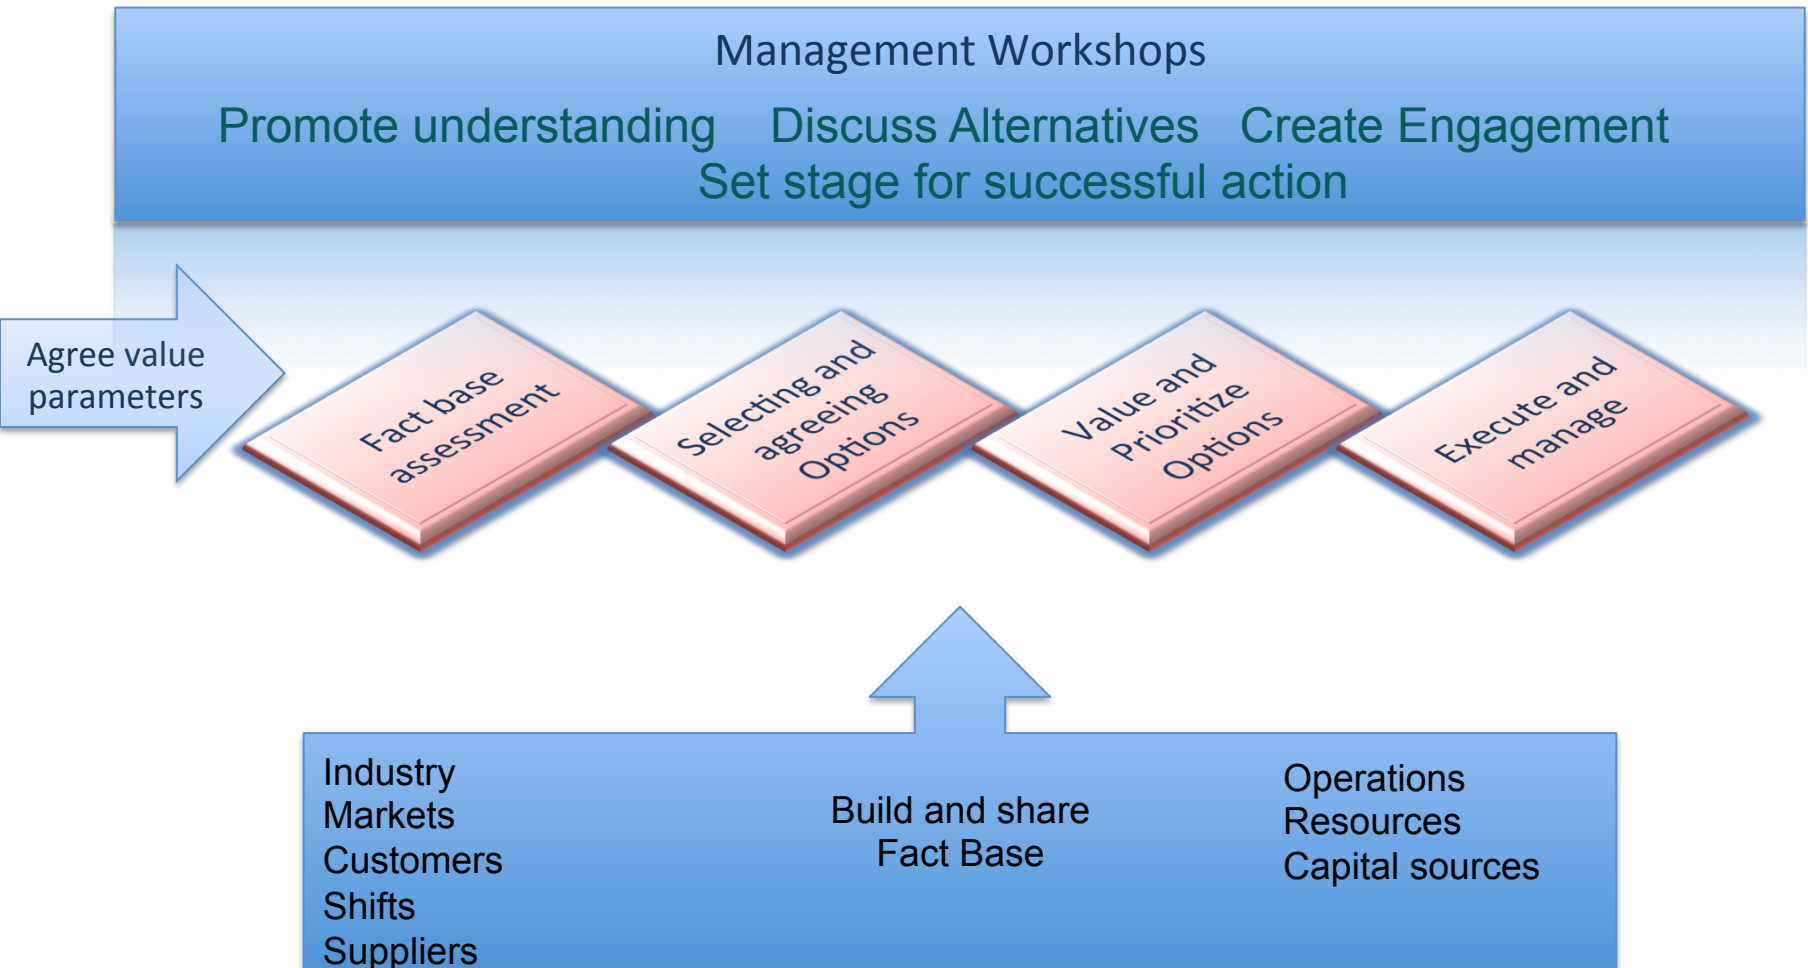 Management Workshops
Promote understanding Discuss Alternatives Create Engagement
Set stage for successful action
Agree value
parameters
Fact base
assessment
Selecting and
agreeing
Options
Value and
Prioritize
Options
Execute and
manage
Industry
Markets
Customers
Shifts
Suppliers
Build and share
Fact Base
Operations
Resources
Capital sources